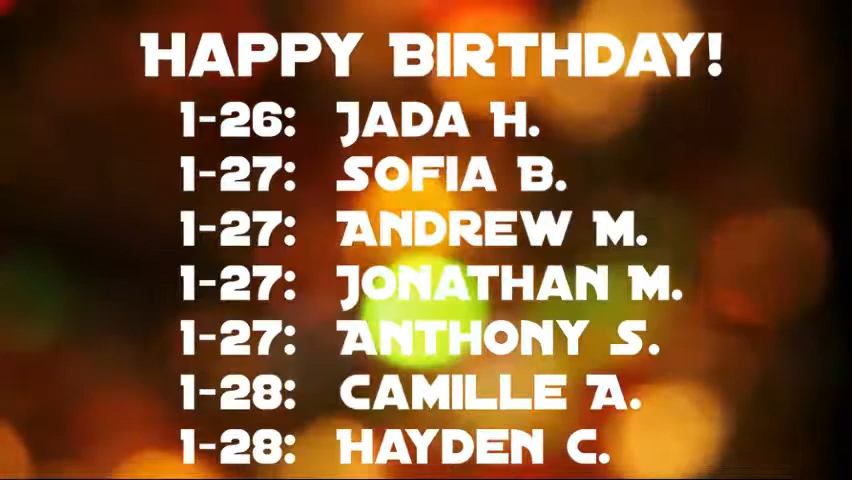 Happy Birthday!
1-26: Jada H.
1-27: Sofia B.
1-27: Andrew M.
1-27: Jonathan M.
1-27: Anthony S.
1-28: Camille A.
1-28: Hayden C.